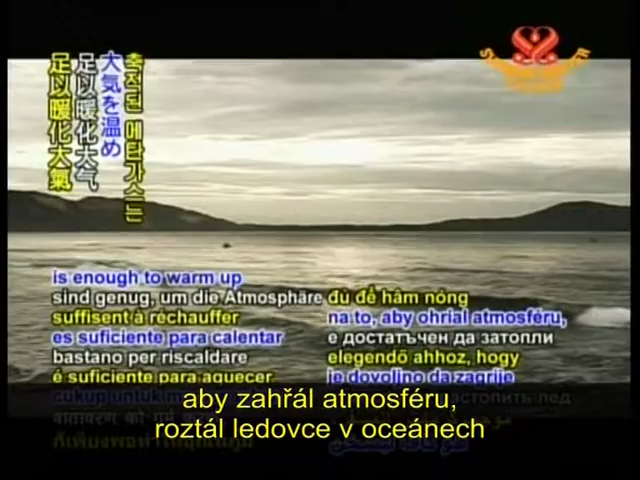 足以暖化大氣
足以暖化大气
大気を温め
축적된 메탄가스는
is enough to warm up
sind genug, um die Atmosphäre
suffisent à réchauffer
es suficiente para calentar
bastano per riscaldare
é suficiente para aquecer
đủ để hâm nóng
na to, aby ohrial atmosféru,
е достатъчен да затопли
elegendő ahhoz, hogy
je dovoljno da zagrije
aby zahřál atmosféru,
roztál ledovce v oceánech